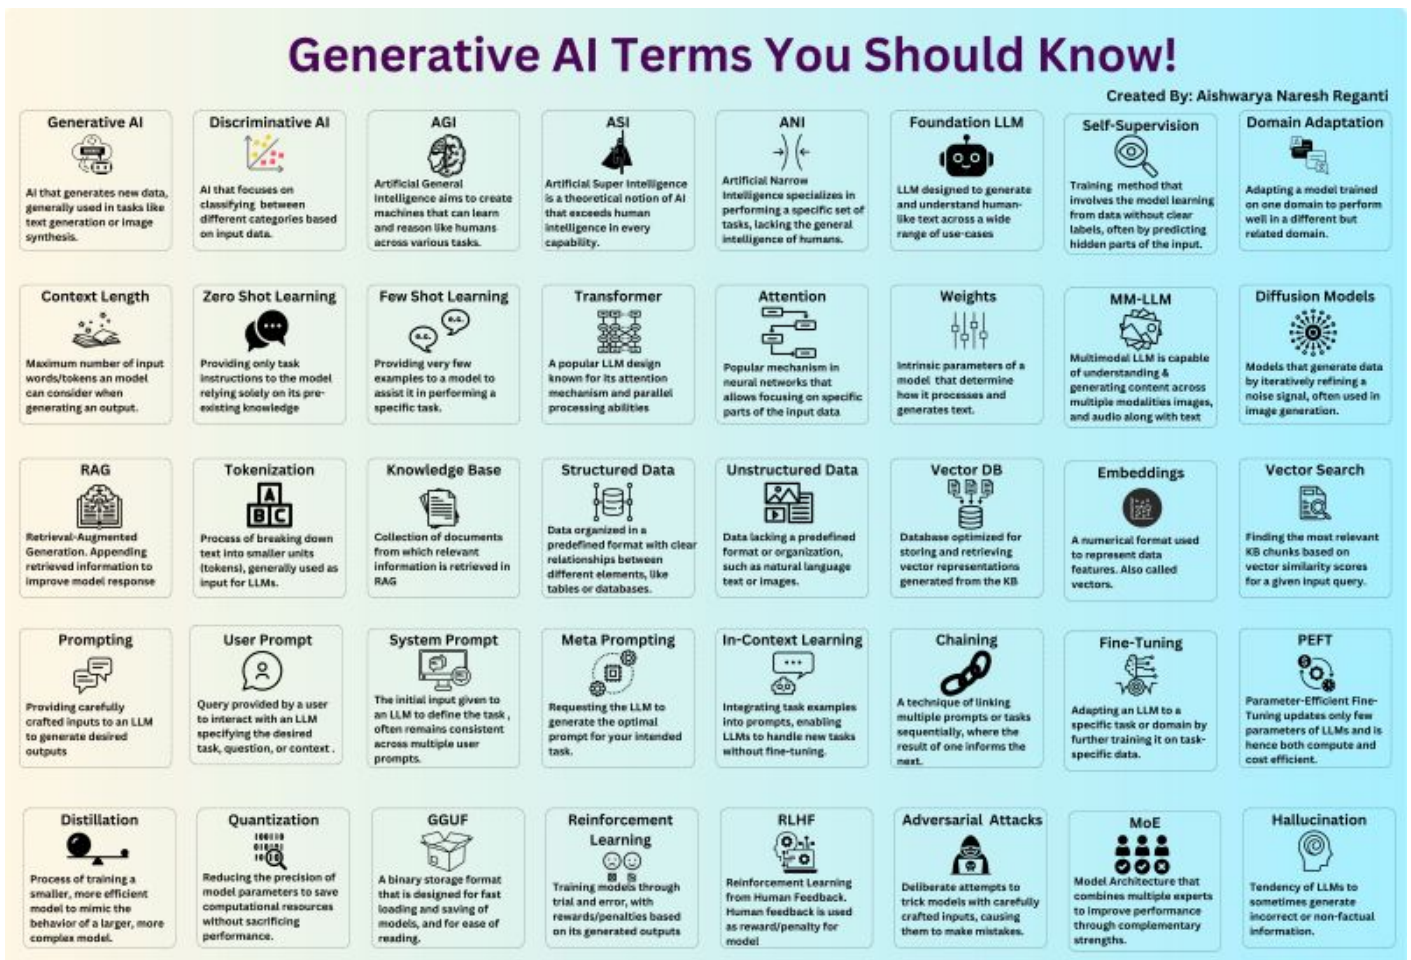 Generative AI Terms You Should Know!
Created By: Aishwarya Naresh Reganti
Generative AI
AI that generates new data,
generally used in tasks like
text generation or image
synthesis.
Discriminative AI
AI that focuses on
classifying between
different categories based
on input data.
AGI
Artificial General
Intelligence aims to create
machines that can learn
and reason like humans
across various tasks.
ASI
Artificial Super Intelligence
is a theoretical notion of AI
that exceeds human
intelligence in every
capability.
ANI
Artificial Narrow
Intelligence specializes in
performing a specific set of
tasks, lacking the general
intelligence of humans.
Foundation LLM
LLM designed to generate
and understand human-
like text across a wide
range of use-cases
Self-Supervision
Training method that
involves the model learning
from data without clear
labels, often by predicting
hidden parts of the input.
Domain Adaptation
Adapting a model trained
on one domain to perform
well in a different but
related domain.
Context Length
Maximum number of input
words/tokens an model
can consider when
generating an output.
Zero Shot Learning
Providing only task
instructions to the model
relying solely on its pre-
existing knowledge
Few Shot Learning
e.g.
e.g.
Providing very few
examples to a model to
assist it in performing a
specific task.
Transformer
A popular LLM design
known for its attention
mechanism and parallel
processing abilities
Attention
Popular mechanism in
neural networks that
allows focusing on specific
parts of the input data
Weights
Intrinsic parameters of a
model that determine
how it processes and
generates text.
MM-LLM
Multimodal LLM is capable
of understanding &
generating content across
multiple modalities images,
and audio along with text
Diffusion Models
Models that generate data
by iteratively refining a
noise signal, often used in
image generation.
RAG
Retrieval-Augmented
Generation. Appending
retrieved information to
improve model response
Tokenization
A
B C
Process of breaking down
text into smaller units
(tokens), generally used as
input for LLMs.
Knowledge Base
Collection of documents
from which relevant
information is retrieved in
RAG
Structured Data
Data organized in a
predefined format with clear
relationships between
different elements, like
tables or databases.
Unstructured Data
Data lacking a predefined
format or organization,
such as natural language
text or images.
Vector DB
Database optimized for
storing and retrieving
vector representations
generated from the KB
Embeddings
A numerical format used
to represent data
features. Also called
vectors.
Vector Search
Finding the most relevant
KB chunks based on
vector similarity scores
for a given input query.
Prompting
Providing carefully
crafted inputs to an LLM
to generate desired
outputs
User Prompt
Query provided by a user
to interact with an LLM
specifying the desired
task, question, or context .
System Prompt
The initial input given to
an LLM to define the task ,
often remains consistent
across multiple user
prompts.
Meta Prompting
Requesting the LLM to
generate the optimal
prompt for your intended
task.
In-Context Learning
Integrating task examples
into prompts, enabling
LLMs to handle new tasks
without fine-tuning.
Chaining
A technique of linking
multiple prompts or tasks
sequentially, where the
result of one informs the
next.
Fine-Tuning
Adapting an LLM to a
specific task or domain by
further training it on task-
specific data.
PEFT
Parameter-Efficient Fine-
Tuning updates only few
parameters of LLMs and is
hence both compute and
cost efficient.
Distillation
Process of training a
smaller, more efficient
model to mimic the
behavior of a larger, more
complex model.
Quantization
Reducing the precision of
model parameters to save
computational resources
without sacrificing
performance.
GGUF
A binary storage format
that is designed for fast
loading and saving of
models, and for ease of
reading.
Reinforcement
Learning
Training models through
trial and error, with
rewards/penalties based
on its generated outputs
RLHF
Reinforcement Learning
from Human Feedback.
Human feedback is used
as reward/penalty for
model
Adversarial Attacks
Deliberate attempts to
trick models with carefully
crafted inputs, causing
them to make mistakes.
MoE
Model Architecture that
combines multiple experts
to improve performance
through complementary
strengths.
Hallucination
Tendency of LLMs to
sometimes generate
incorrect or non-factual
information.